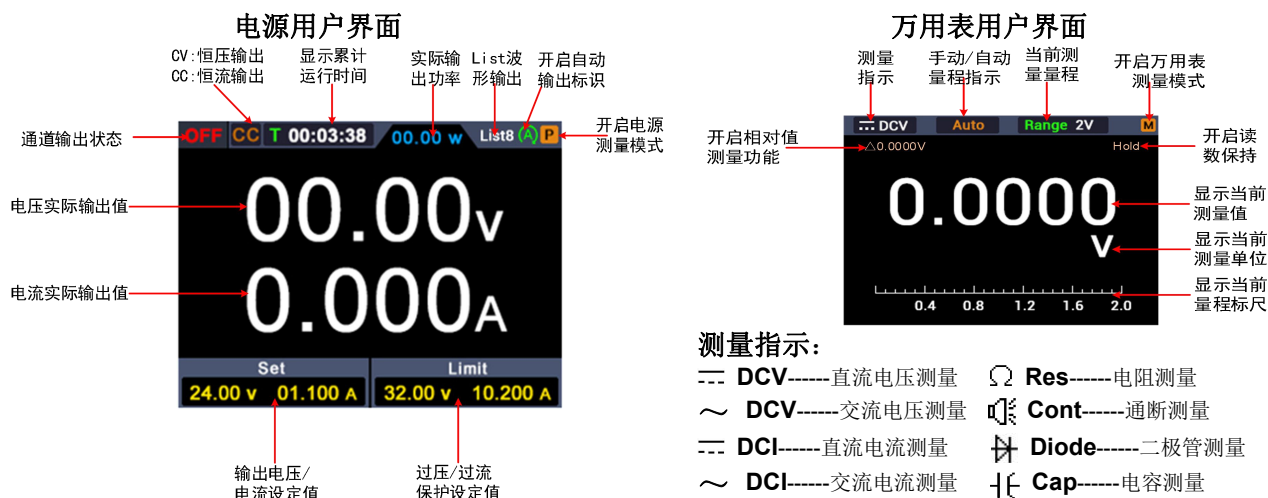 电源用户界面
CV:恒压输出
CC:恒流输出
显示累计
运行时间
实际输
出功率
List波
形输出
开启自动
输出标识
通道输出状态
OFF CC T 00:03:38 00.00 W List8 A P
开启电源
测量模式
电压实际输出值
00.00V
电流实际输出值
0.000A
Set Limit
24.00 v 01.100 A 32.00 v 10.200 A
输出电压/
电流设定值
过压/过流
保护设定值
万用表用户界面
测量
指示
手动/自动
量程指示
当前测
量量程
开启万用表
测量模式
DCV Auto Range 2V M
开启相对值
测量功能
△0.0000V Hold
开启读
数保持
0.0000
显示当前
测量值
V
显示当前
测量单位
0.4 0.8 1.2 1.6 2.0
显示当前
量程标尺
测量指示:
DCV------直流电压测量 Ω Res------电阻测量
~ DCV------交流电压测量 Cont------通断测量
DCI------直流电流测量 Diode------二极管测量
~ DCI------交流电流测量 Cap------电容测量